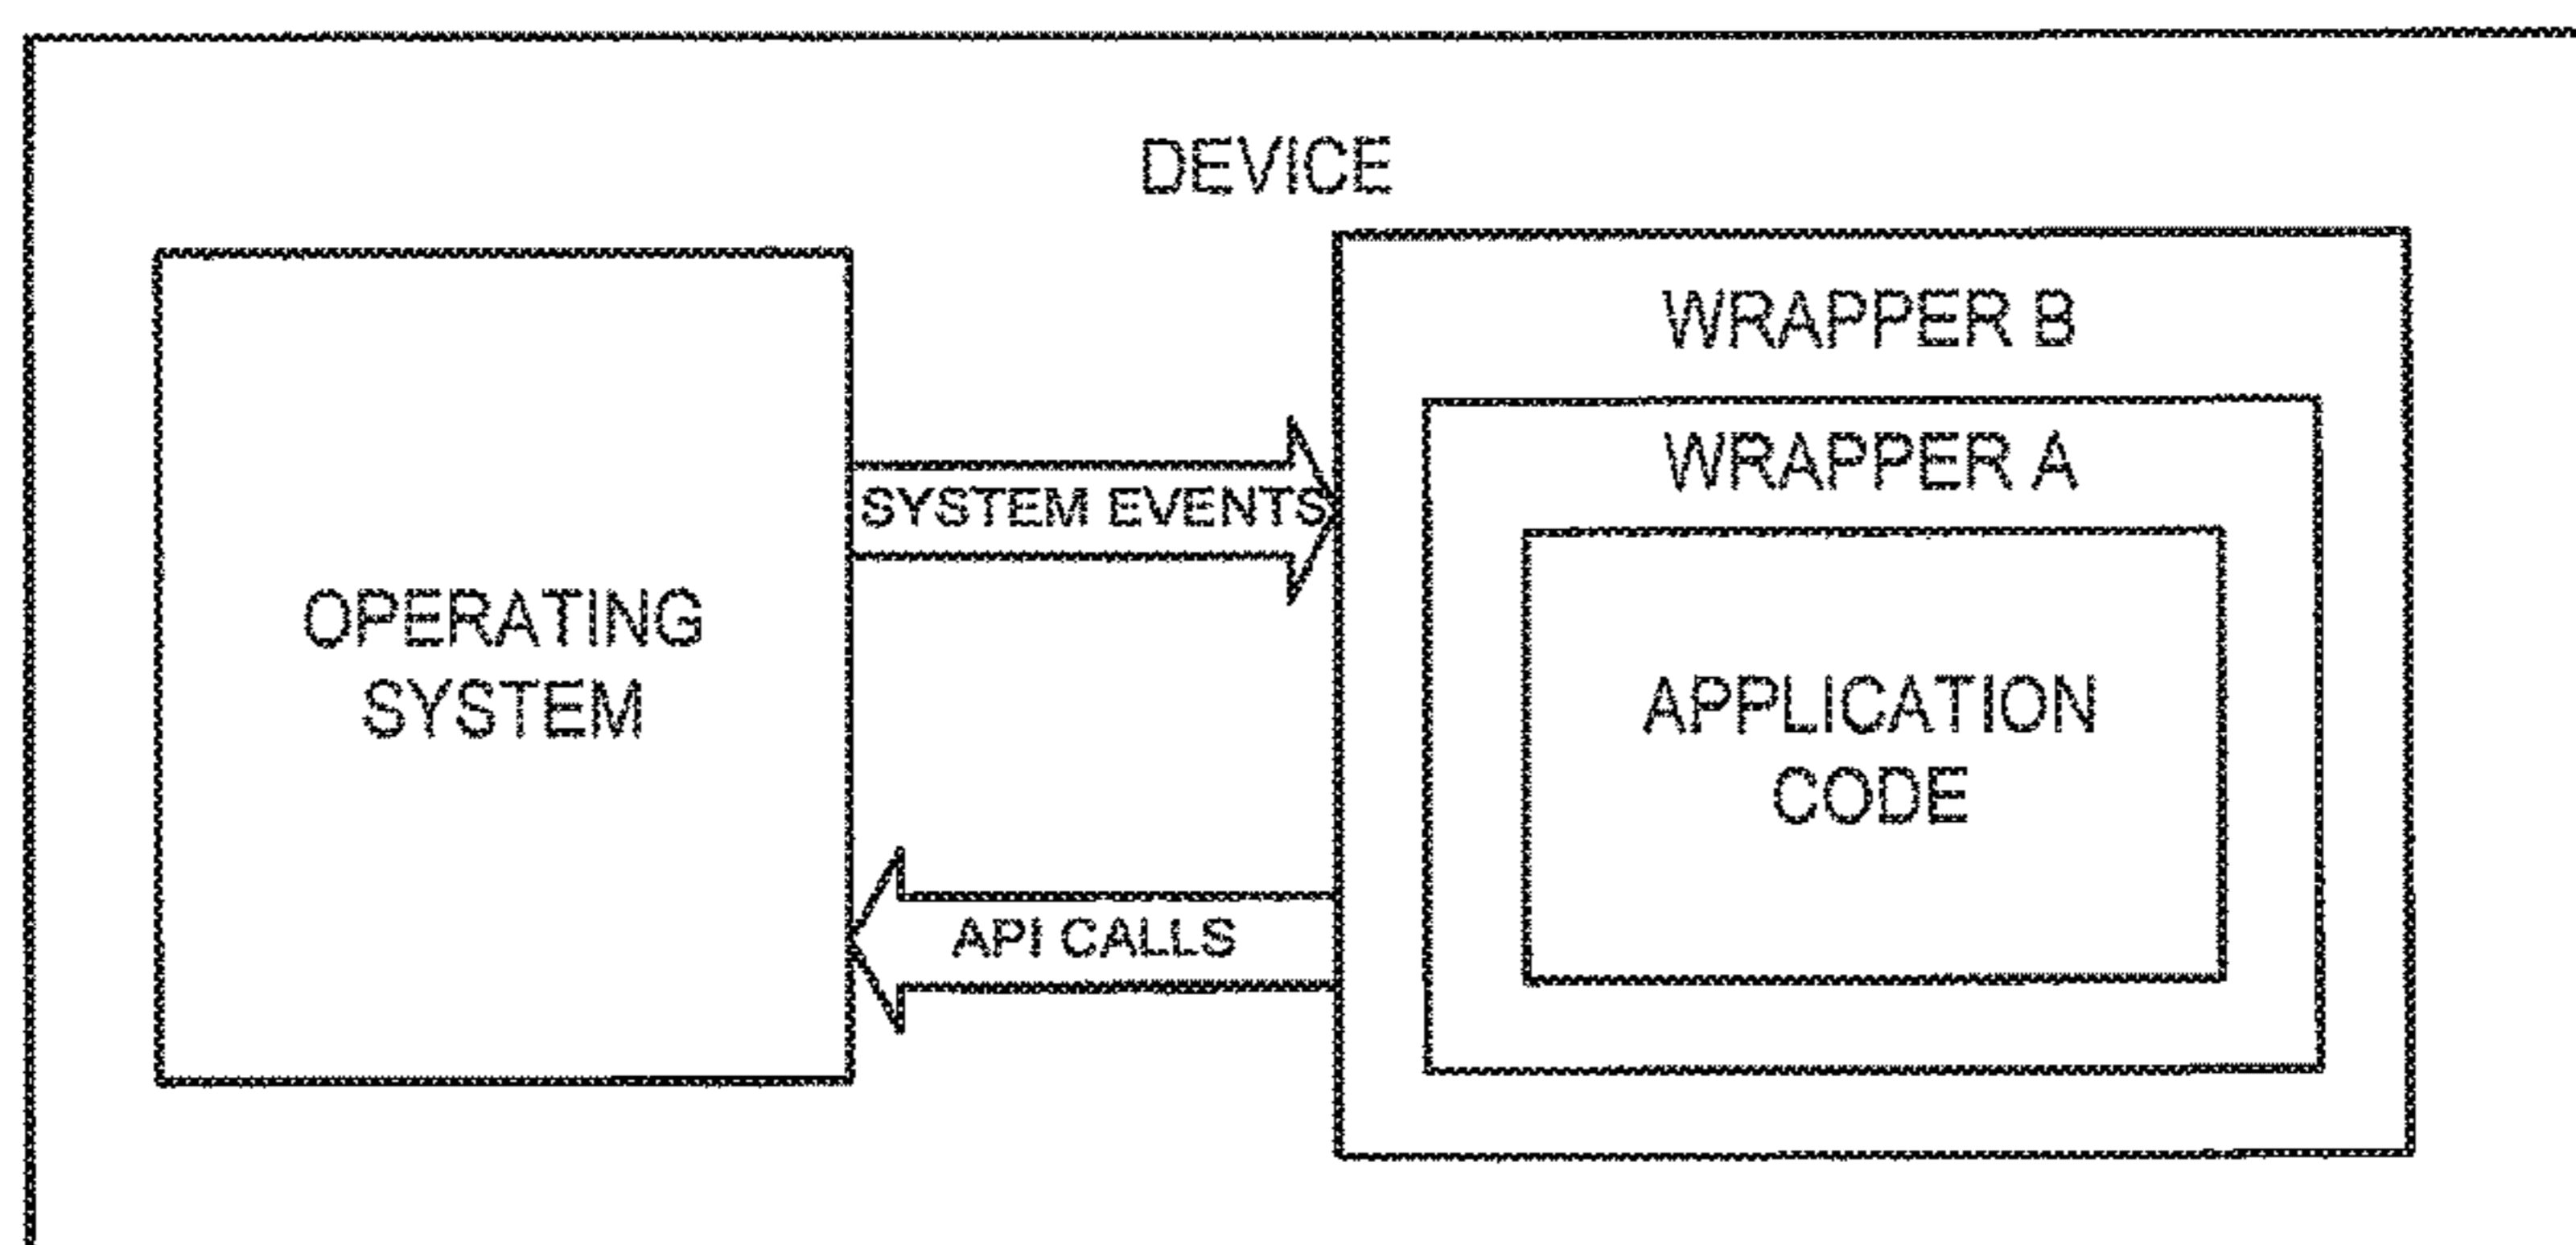 DEVICE
WRAPPER B
WRAPPER A
SYSTEM EVENTS
OPERATING
SYSTEM
APPLICATION
CODE
API CALLS